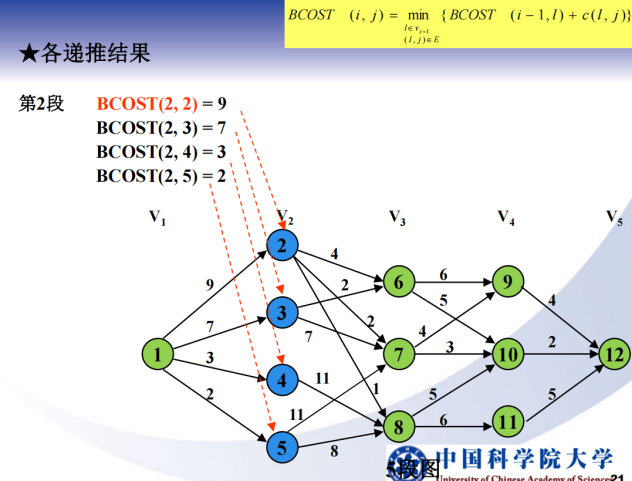 BCOST (i, j) = min {BCOST (i−1, l) + c(l, j)}
l∈v_{i−1}
(l, j)∈E
★各递推结果
第2段 BCOST(2, 2) = 9
BCOST(2, 3) = 7
BCOST(2, 4) = 3
BCOST(2, 5) = 2
V₁ V₂ V₃ V₄ V₅
2 4 6 6 9
9 2 5 4
3
7 7 2 4
1 7 3 10 2 12
3
4 11 1
2 11 5 5
8 6 11
5 8
5段图
中国科学院大学
University of Chinese Academy of Sciences21